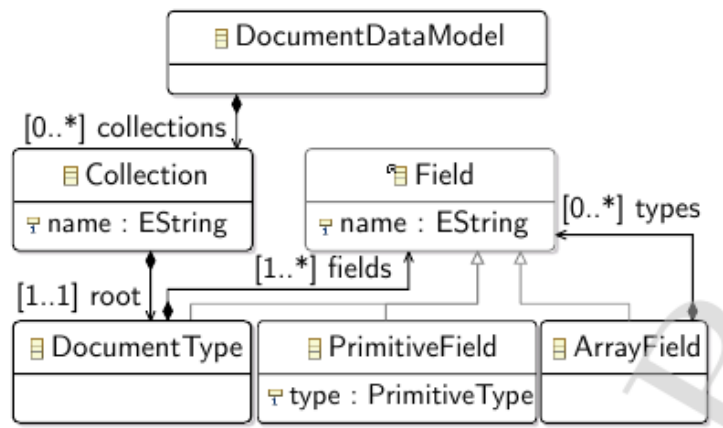 DocumentDataModel
[0..*] collections
Collection
Field
name : EString
name : EString
[0..*] types
[1..*] fields
[1..1] root
DocumentType
PrimitiveField
ArrayField
type : PrimitiveType